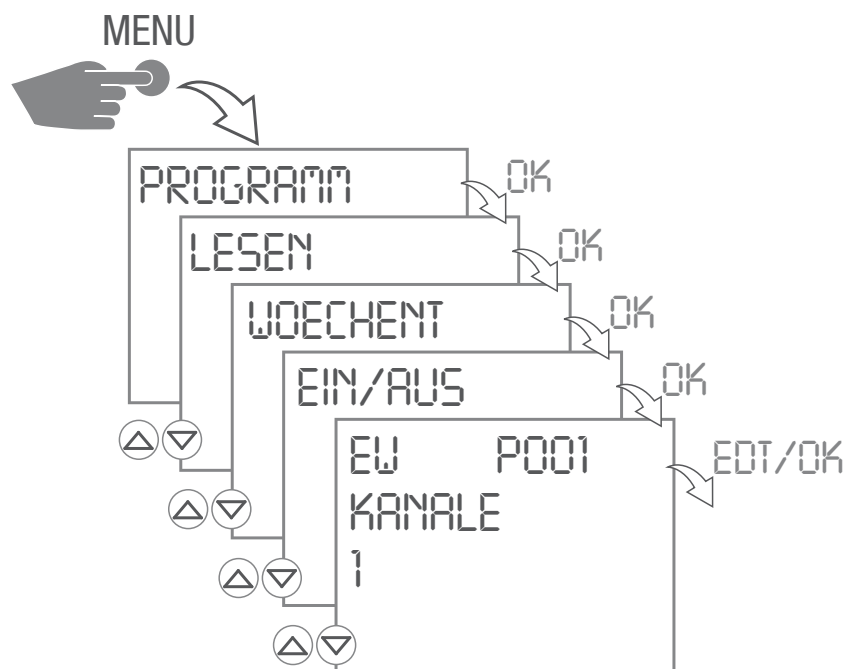 MENU
PROGRAMM
OK
LESEN
OK
WOECHENT
OK
EIN/AUS
OK
EW P001
EDT/OK
KANALE
1